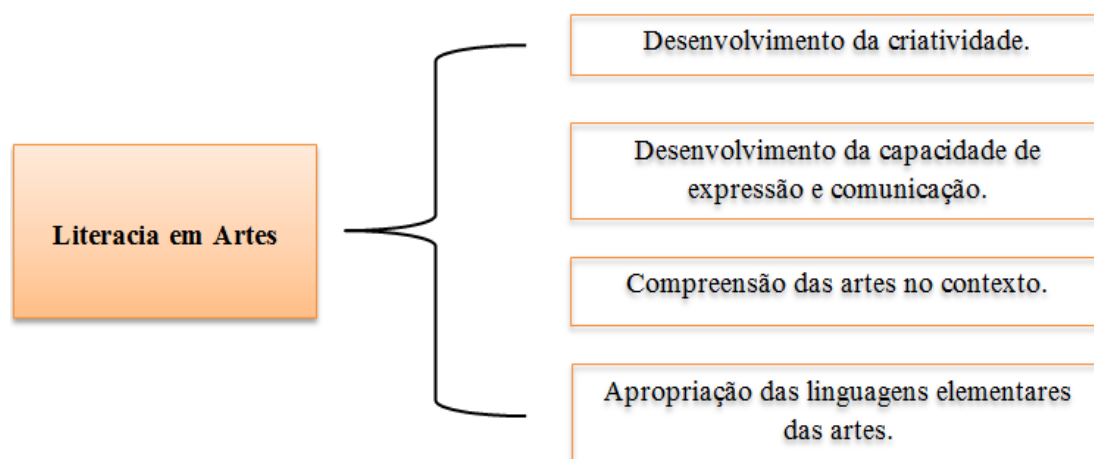 Literacia em Artes
Desenvolvimento da criatividade.
Desenvolvimento da capacidade de
expressão e comunicação.
Compreensão das artes no contexto.
Apropriação das linguagens elementares
das artes.